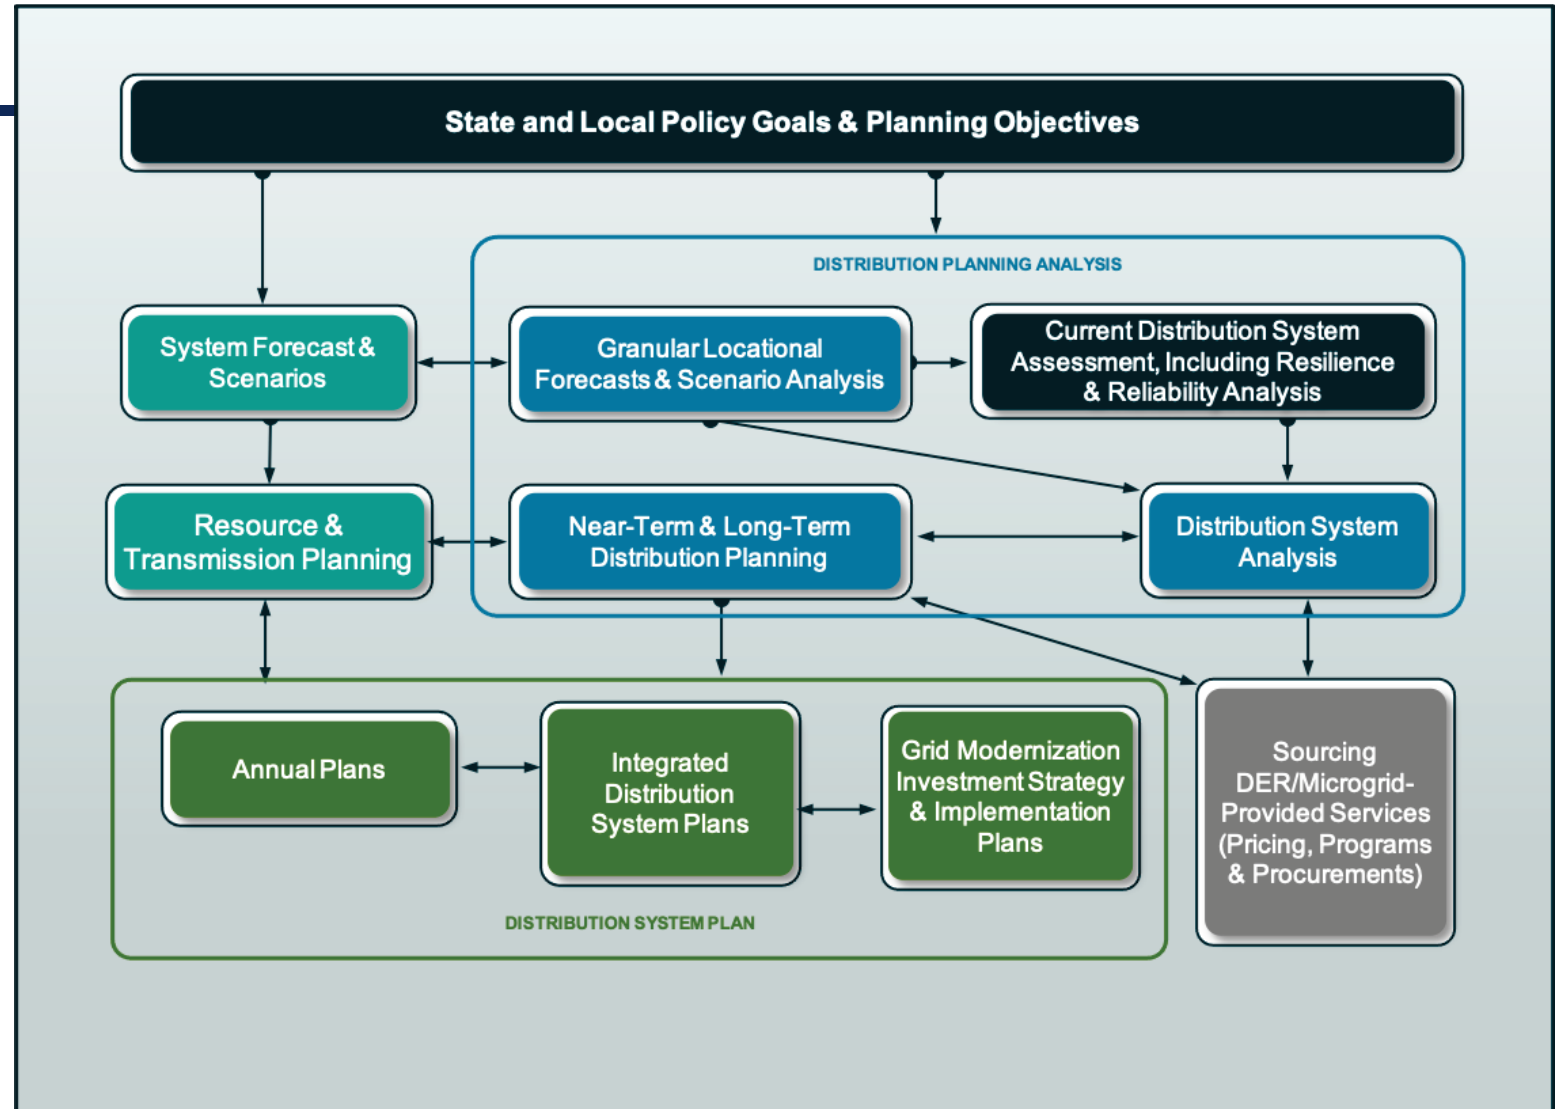 State and Local Policy Goals & Planning Objectives
DISTRIBUTION PLANNING ANALYSIS
System Forecast &
Scenarios
Granular Locational
Forecasts & Scenario Analysis
Current Distribution System
Assessment, Including Resilience
& Reliability Analysis
Resource &
Transmission Planning
Near-Term & Long-Term
Distribution Planning
Distribution System
Analysis
Annual Plans
Integrated
Distribution
System Plans
Grid Modernization
Investment Strategy
& Implementation
Plans
Sourcing
DER/Microgrid-
Provided Services
(Pricing, Programs
& Procurements)
DISTRIBUTION SYSTEM PLAN